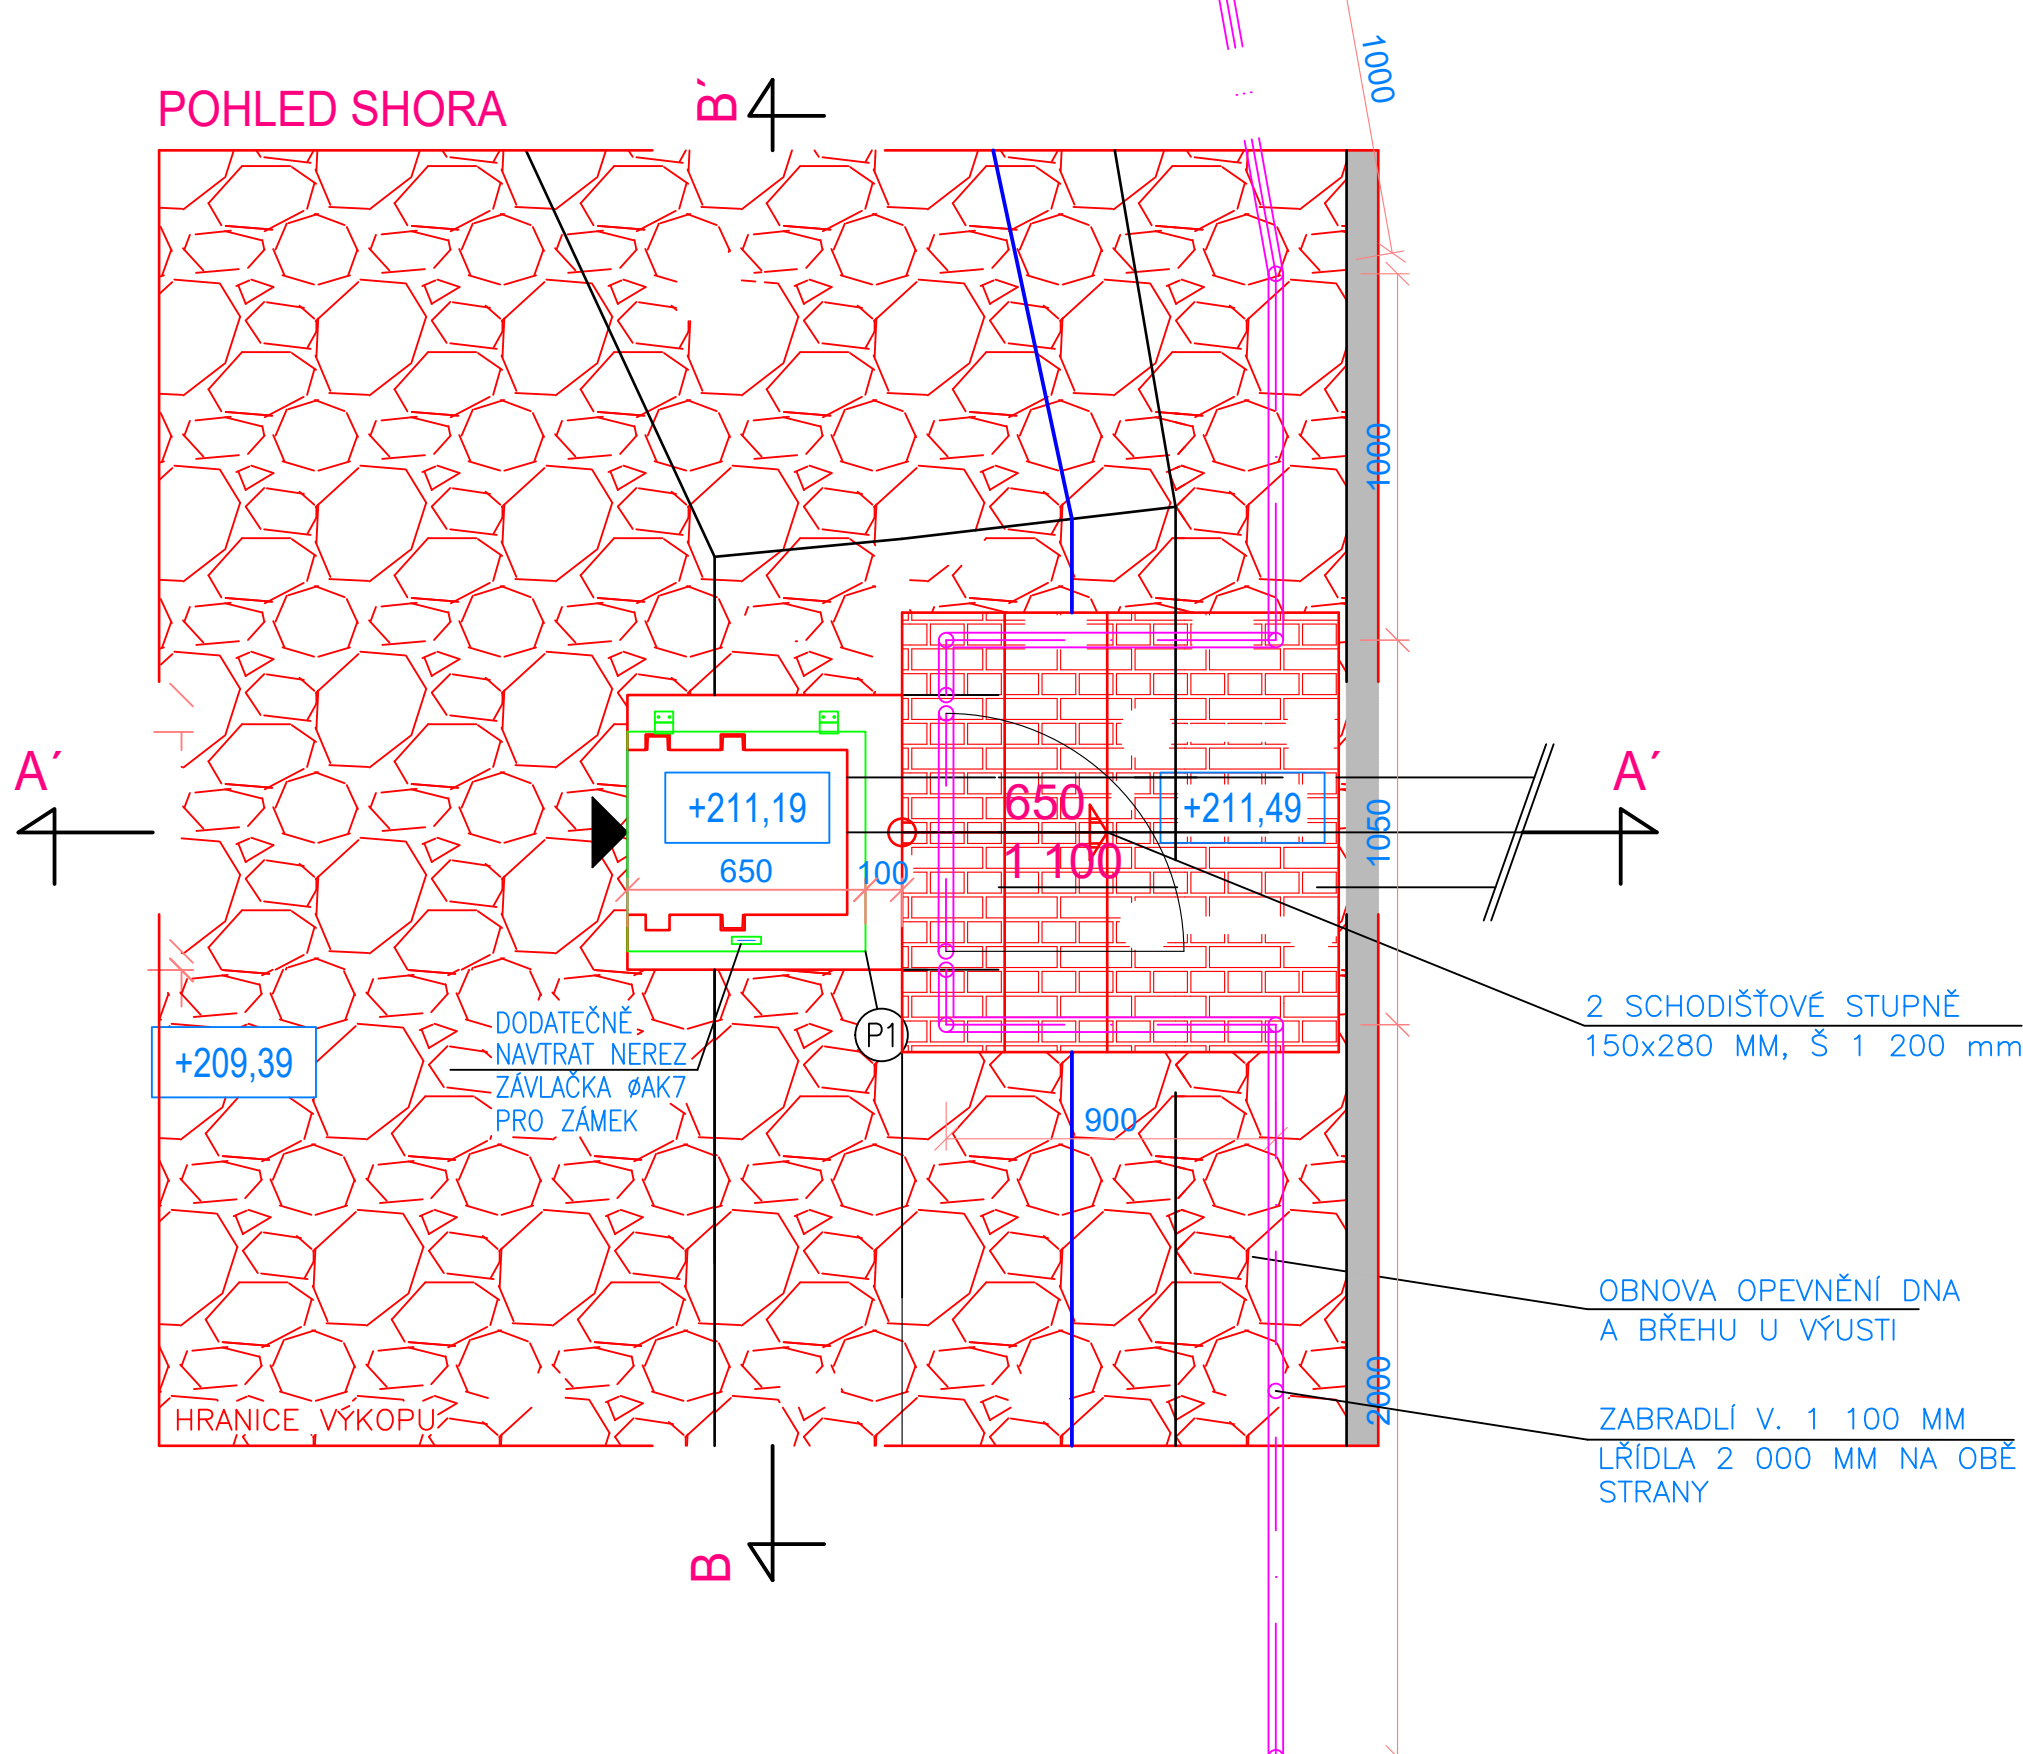 1000
POHLED SHORA
B´
1000
A´
A´
+211,19
650
+211,49
1050
650
100
1 100
2 SCHODIŠŤOVÉ STUPNĚ
150x280 MM, Š 1 200 mm
DODATEČNĚ
NAVTRAT NEREZ
ZÁVLAČKA ØAK7
PRO ZÁMEK
P1
+209,39
900
OBNOVA OPEVNĚNÍ DNA
A BŘEHU U VÝUSTI
2000
HRANICE VÝKOPU
ZABRADLÍ V. 1 100 MM
LŘÍDLA 2 000 MM NA OBĚ
STRANY
B